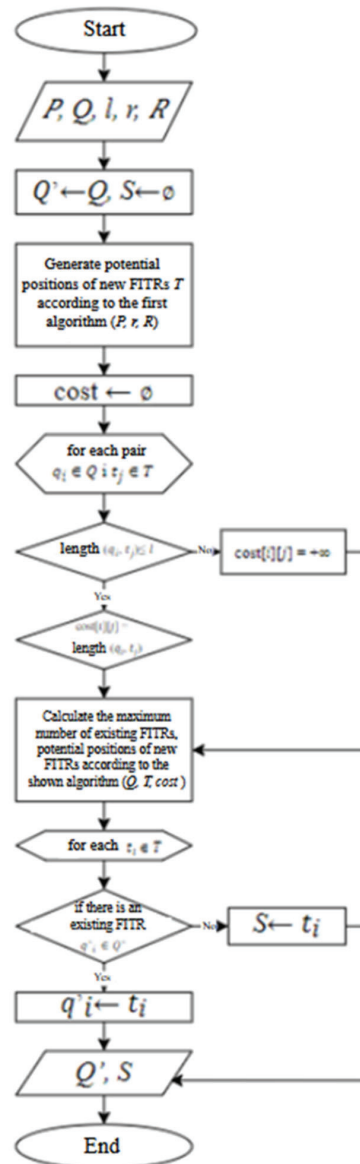 Start
P, Q, l, r, R
Q’←Q, S←∅
Generate potential
positions of new FITRs T
according to the first
algorithm (P, r, R)
cost ← ∅
for each pair
qᵢ ∈ Q i tⱼ ∈ T
length (qᵢ, tⱼ) ≤ l
No
cost[i][j] = +∞
Yes
cost[i][j] =
length (qᵢ, tⱼ)
Calculate the maximum
number of existing FITRs,
potential positions of new
FITRs according to the
shown algorithm (Q, T, cost )
for each tᵢ ∈ T
if there is an
existing FITR
q’ᵢ ∈ Q’
No
S← tᵢ
Yes
q’i← tᵢ
Q’, S
End